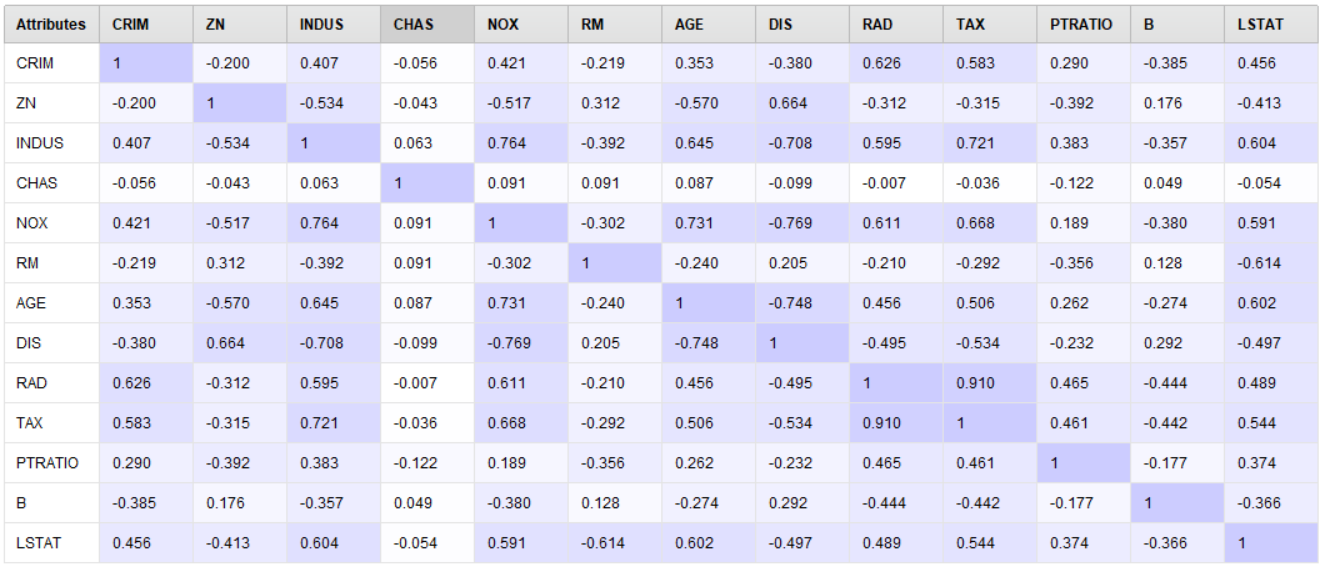 Attributes CRIM ZN INDUS CHAS NOX RM AGE DIS RAD TAX PTRATIO B LSTAT
CRIM 1 -0.200 0.407 -0.056 0.421 -0.219 0.353 -0.380 0.626 0.583 0.290 -0.385 0.456
ZN -0.200 1 -0.534 -0.043 -0.517 0.312 -0.570 0.664 -0.312 -0.315 -0.392 0.176 -0.413
INDUS 0.407 -0.534 1 0.063 0.764 -0.392 0.645 -0.708 0.595 0.721 0.383 -0.357 0.604
CHAS -0.056 -0.043 0.063 1 0.091 0.091 0.087 -0.099 -0.007 -0.036 -0.122 0.049 -0.054
NOX 0.421 -0.517 0.764 0.091 1 -0.302 0.731 -0.769 0.611 0.668 0.189 -0.380 0.591
RM -0.219 0.312 -0.392 0.091 -0.302 1 -0.240 0.205 -0.210 -0.292 -0.356 0.128 -0.614
AGE 0.353 -0.570 0.645 0.087 0.731 -0.240 1 -0.748 0.456 0.506 0.262 -0.274 0.602
DIS -0.380 0.664 -0.708 -0.099 -0.769 0.205 -0.748 1 -0.495 -0.534 -0.232 0.292 -0.497
RAD 0.626 -0.312 0.595 -0.007 0.611 -0.210 0.456 -0.495 1 0.910 0.465 -0.444 0.489
TAX 0.583 -0.315 0.721 -0.036 0.668 -0.292 0.506 -0.534 0.910 1 0.461 -0.442 0.544
PTRATIO 0.290 -0.392 0.383 -0.122 0.189 -0.356 0.262 -0.232 0.465 0.461 1 -0.177 0.374
B -0.385 0.176 -0.357 0.049 -0.380 0.128 -0.274 0.292 -0.444 -0.442 -0.177 1 -0.366
LSTAT 0.456 -0.413 0.604 -0.054 0.591 -0.614 0.602 -0.497 0.489 0.544 0.374 -0.366 1